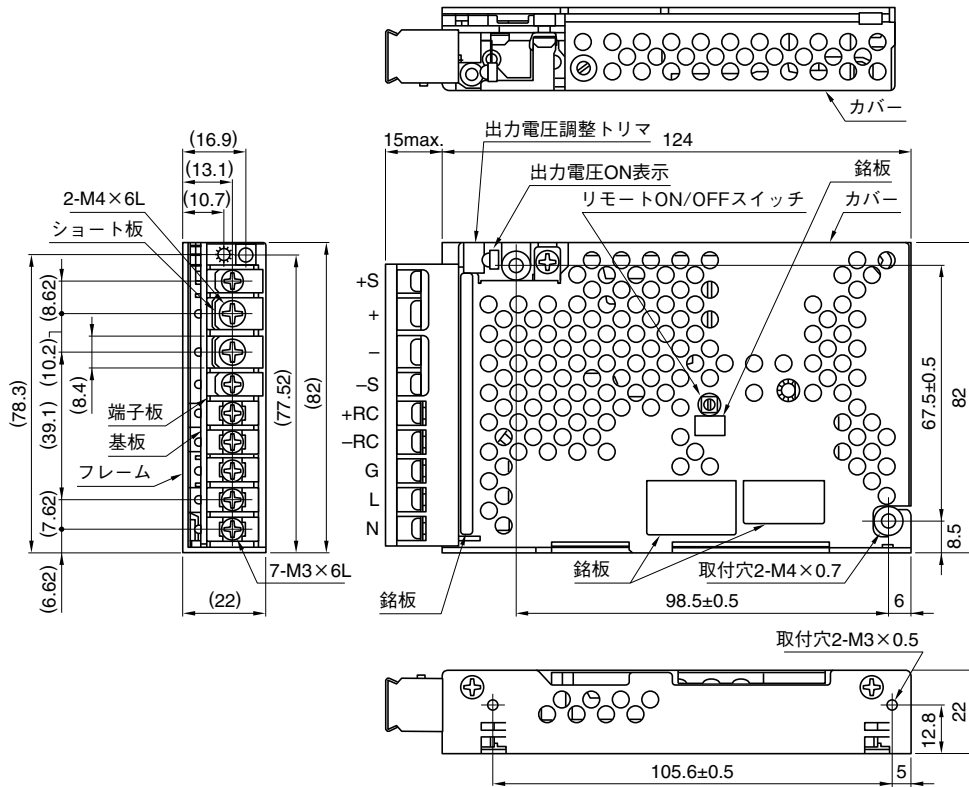 カバー
(16.9)
(13.1)
(10.7)
2-M4×6L
ショート板
15max.
出力電圧調整トリマ
124
出力電圧ON表示
銘板
リモートON/OFFスイッチ
カバー
(78.3)
(8.62)
(10.2)
(8.4)
(39.1)
(7.62)
(6.62)
端子板
基板
フレーム
(77.52)
(82)
(22)
7-M3×6L
+S
+
−
−S
+RC
−RC
G
L
N
67.5±0.5
82
8.5
銘板
銘板
取付穴2-M4×0.7
98.5±0.5
6
取付穴2-M3×0.5
22
12.8
105.6±0.5
5